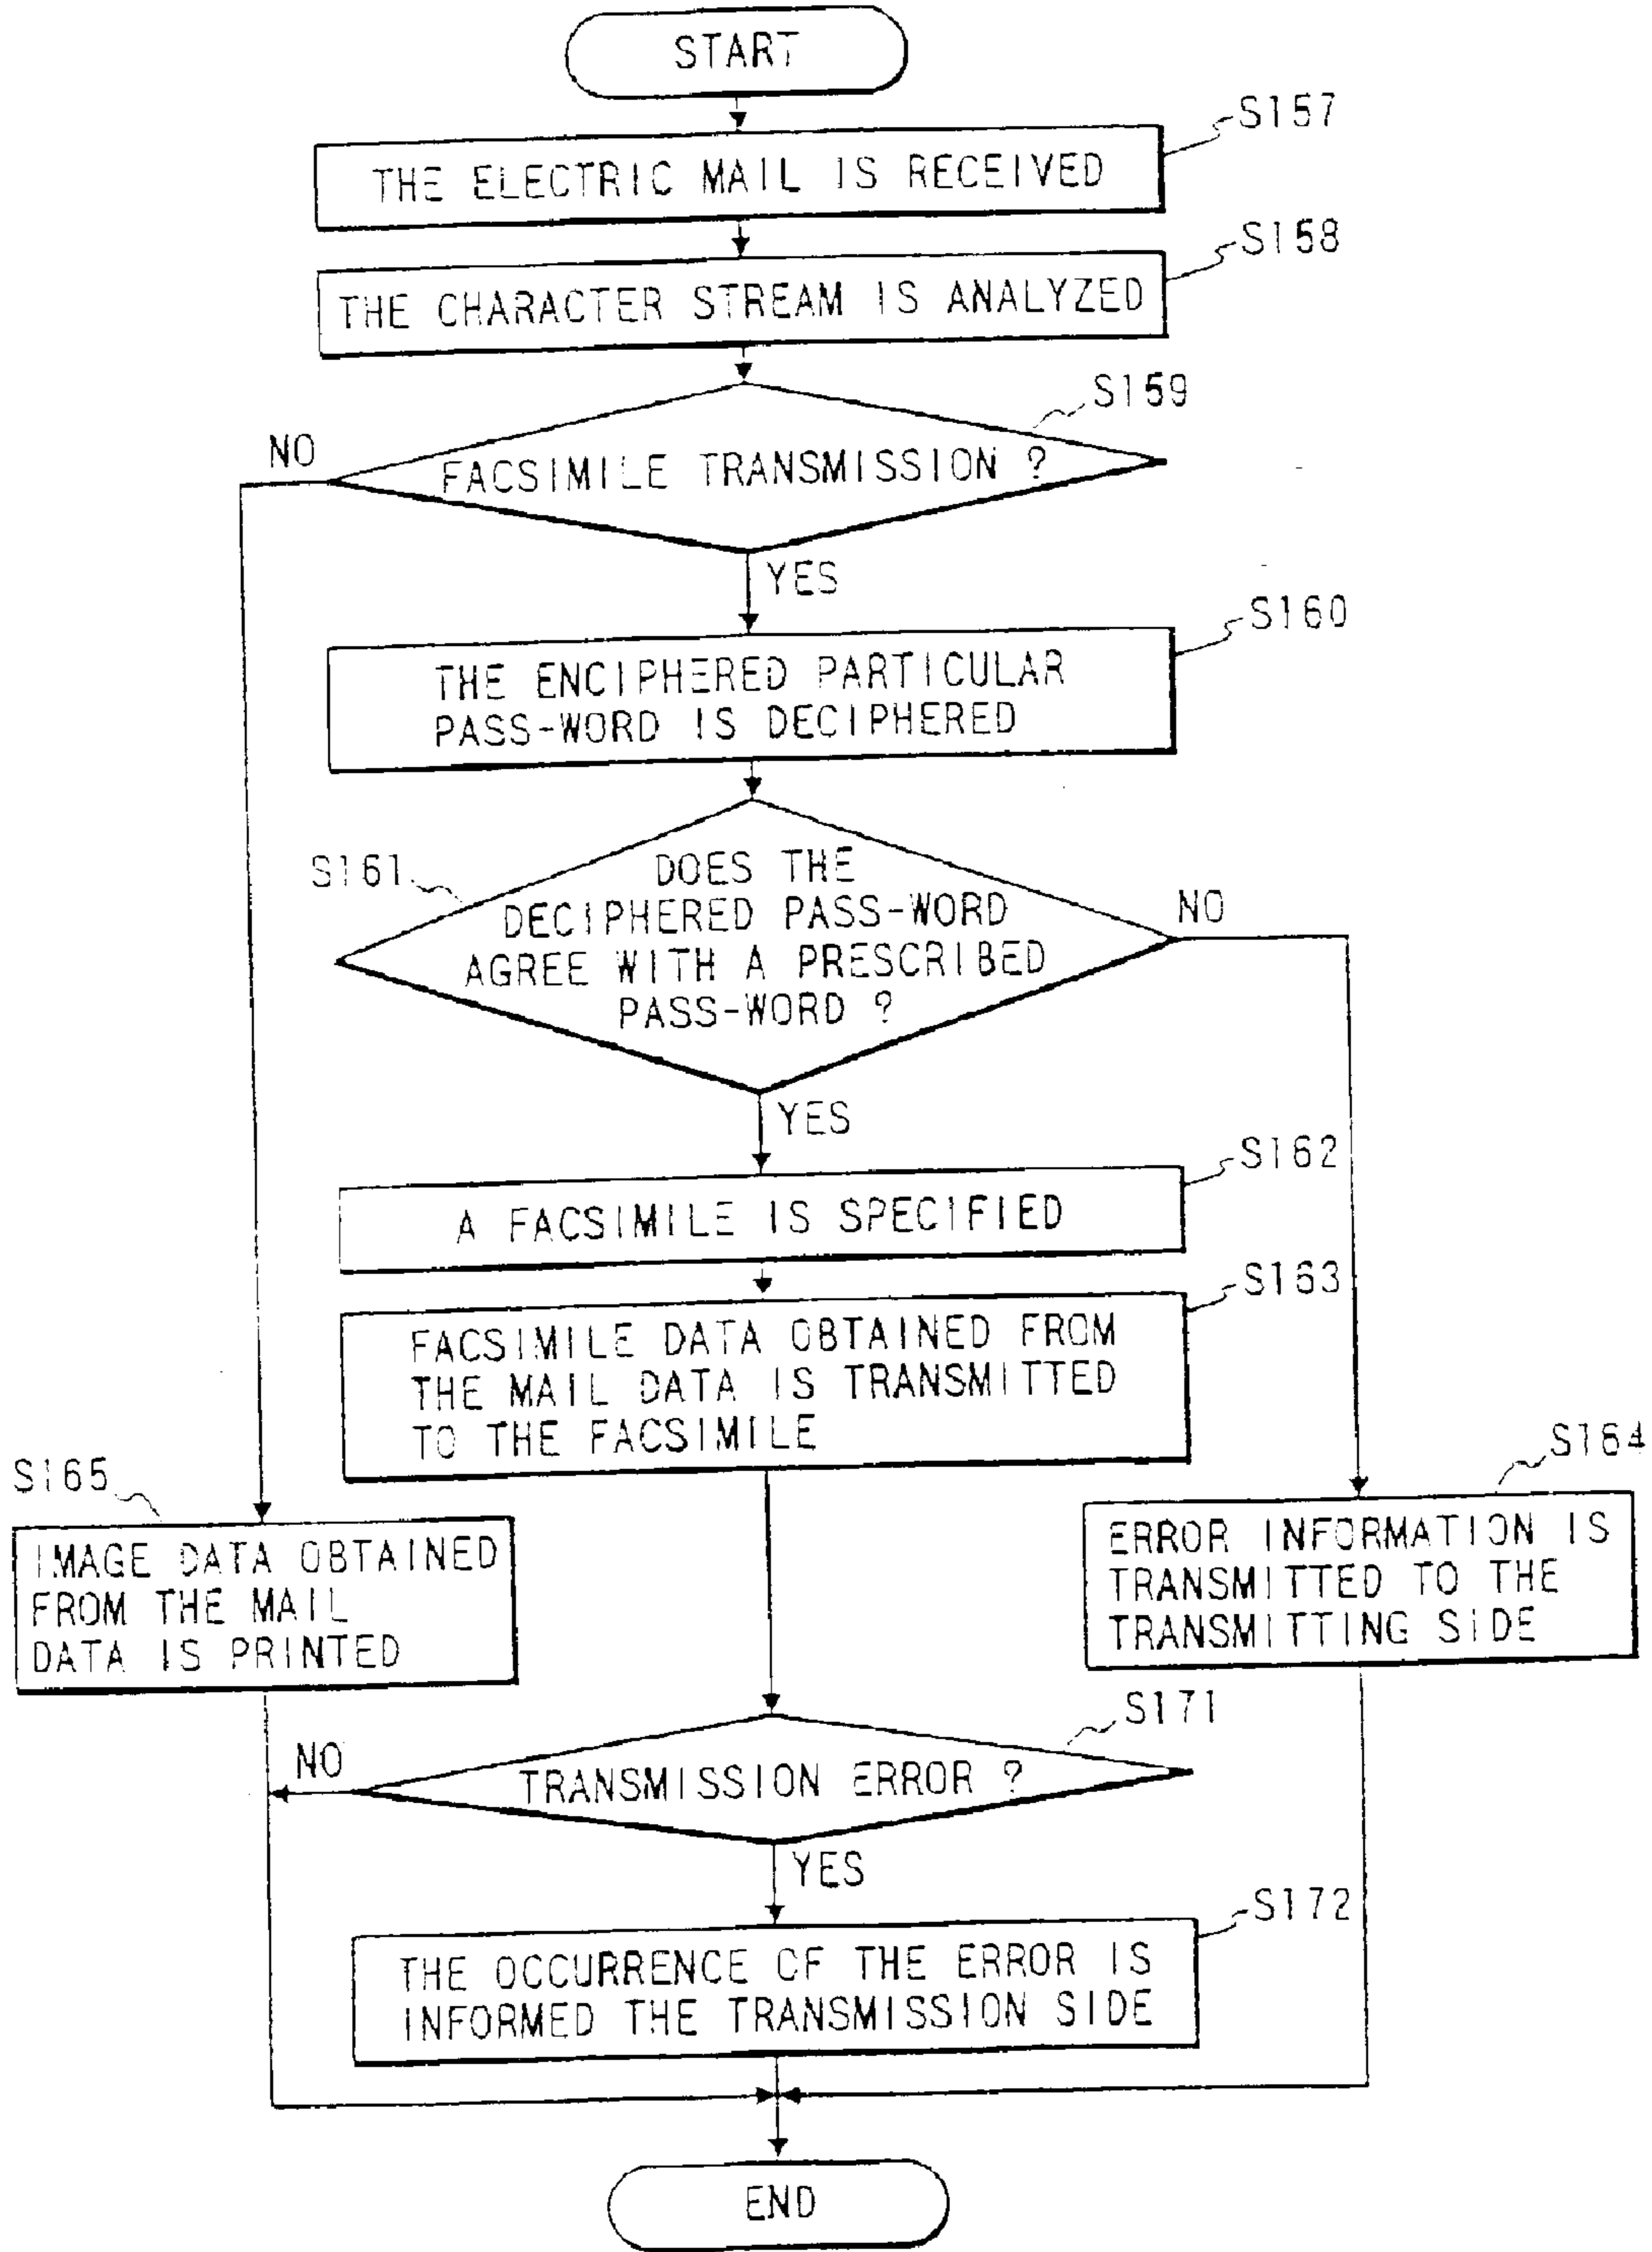 START
S157
THE ELECTRIC MAIL IS RECEIVED
S158
THE CHARACTER STREAM IS ANALYZED
S159
NO
FACSIMILE TRANSMISSION ?
YES
S160
THE ENCIPHERED PARTICULAR
PASS-WORD IS DECIPHERED
S161
DOES THE
DECIPHERED PASS-WORD
AGREE WITH A PRESCRIBED
PASS-WORD ?
NO
YES
S162
A FACSIMILE IS SPECIFIED
S163
FACSIMILE DATA OBTAINED FROM
THE MAIL DATA IS TRANSMITTED
TO THE FACSIMILE
S165
IMAGE DATA OBTAINED
FROM THE MAIL
DATA IS PRINTED
S164
ERROR INFORMATION IS
TRANSMITTED TO THE
TRANSMITTING SIDE
S171
NO
TRANSMISSION ERROR ?
YES
S172
THE OCCURRENCE OF THE ERROR IS
INFORMED THE TRANSMISSION SIDE
END